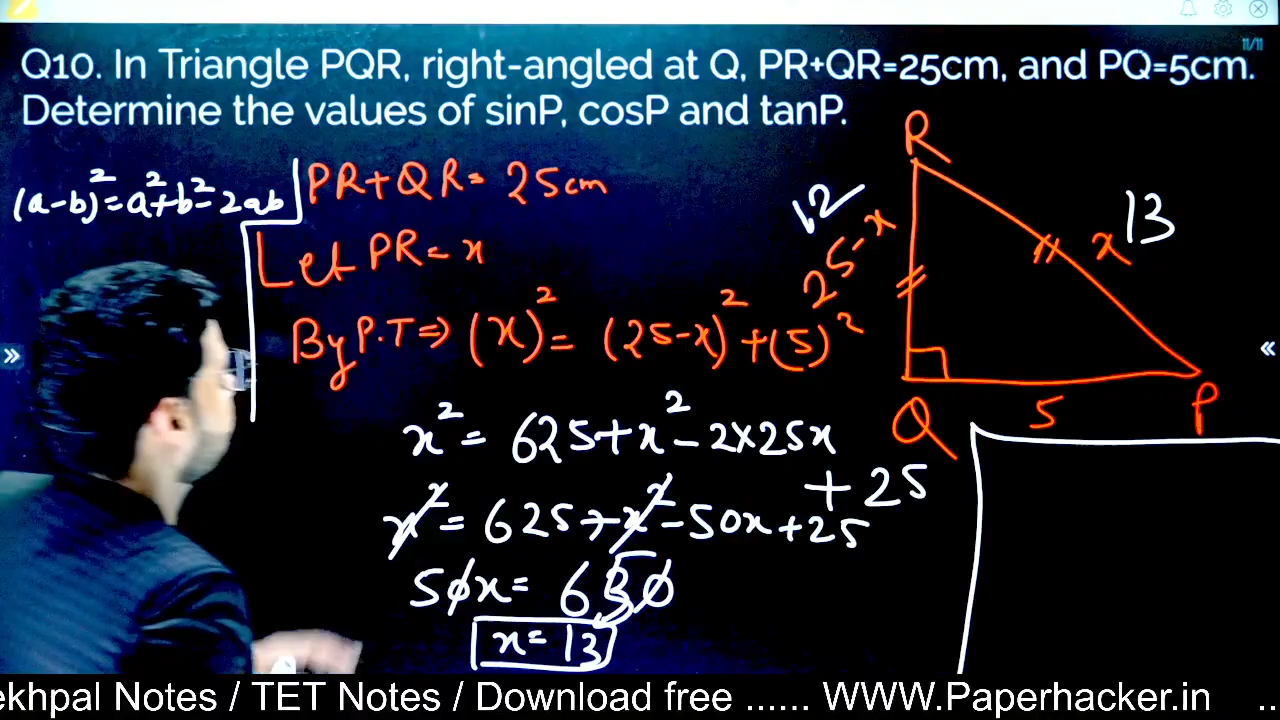 11/11
Q10. In Triangle PQR, right-angled at Q, PR+QR=25cm, and PQ=5cm.
Determine the values of sinP, cosP and tanP.
(a-b)²=a²+b²-2ab
PR+QR=25cm
Let PR=x
By P.T⇒(x)²=(25-x)²+(5)²
x²=625+x²-2×25x
+25
x²=625+x²-50x+25
50x=650
x=13
R
12
25-x
x
13
Q
5
P
ekhpal Notes / TET Notes / Download free ...... WWW.Paperhacker.in ..